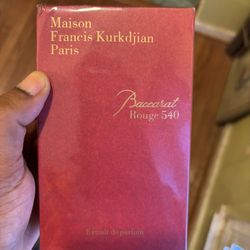 Maison
Francis Kurkdjian
Paris
Baccarat
Rouge 540
Extrait de parfum